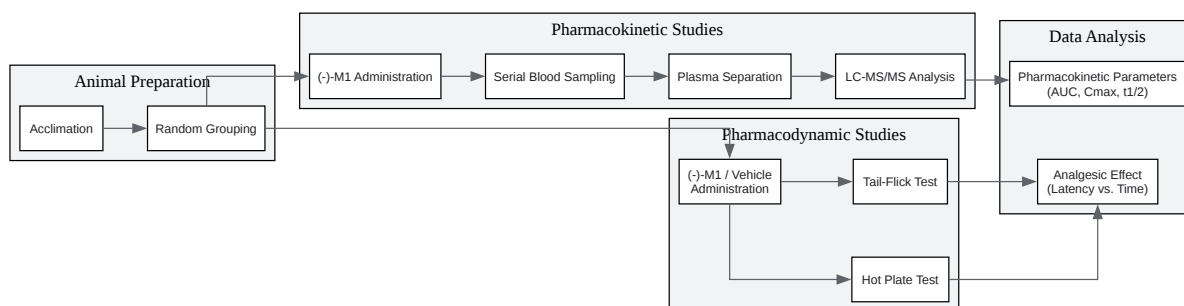 Animal Preparation
Acclimation
Random Grouping
Pharmacokinetic Studies
(-)-M1 Administration
Serial Blood Sampling
Plasma Separation
LC-MS/MS Analysis
Pharmacodynamic Studies
(-)-M1 / Vehicle
Administration
Tail-Flick Test
Hot Plate Test
Data Analysis
Pharmacokinetic Parameters
(AUC, Cmax, t1/2)
Analgesic Effect
(Latency vs. Time)